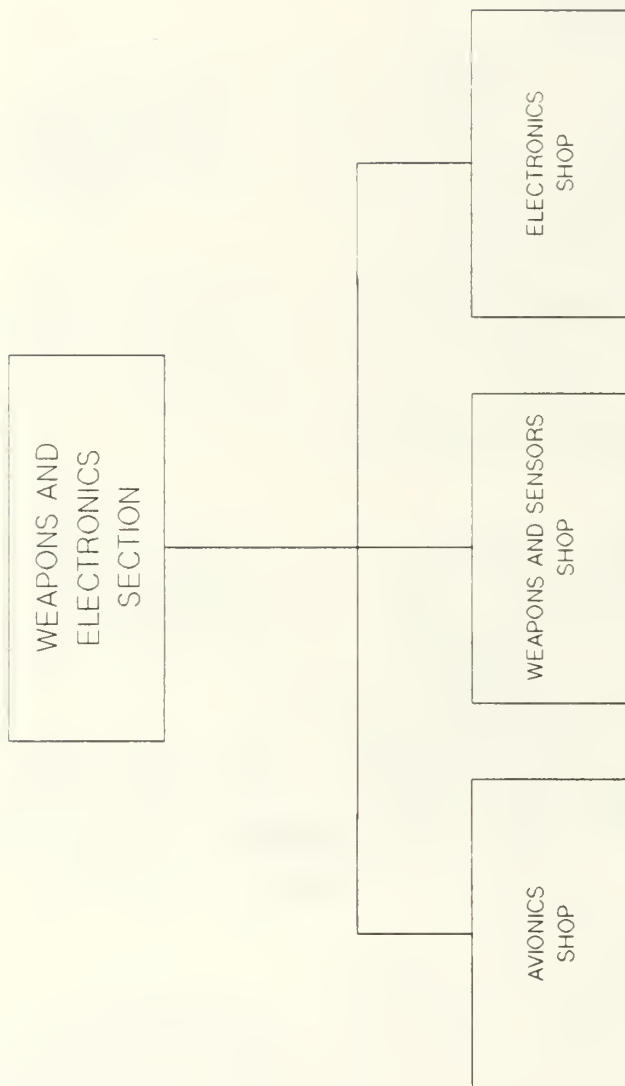 WEAPONS AND
ELECTRONICS
SECTION
AVIONICS
SHOP
WEAPONS AND SENSORS
SHOP
ELECTRONICS
SHOP